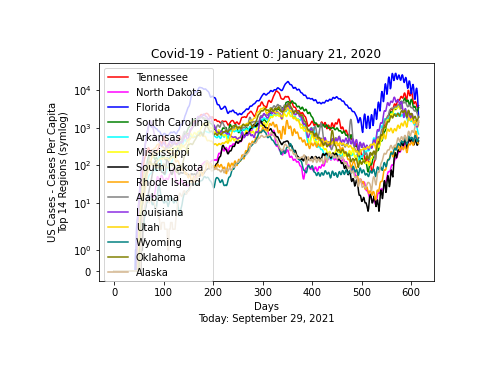 Covid-19 - Patient 0: January 21, 2020
US Cases - Cases Per Capita
Top 14 Regions (symlog)
10⁴
10³
10²
10¹
10⁰
0
Tennessee
North Dakota
Florida
South Carolina
Arkansas
Mississippi
South Dakota
Rhode Island
Alabama
Louisiana
Utah
Wyoming
Oklahoma
Alaska
0 100 200 300 400 500 600
Days
Today: September 29, 2021